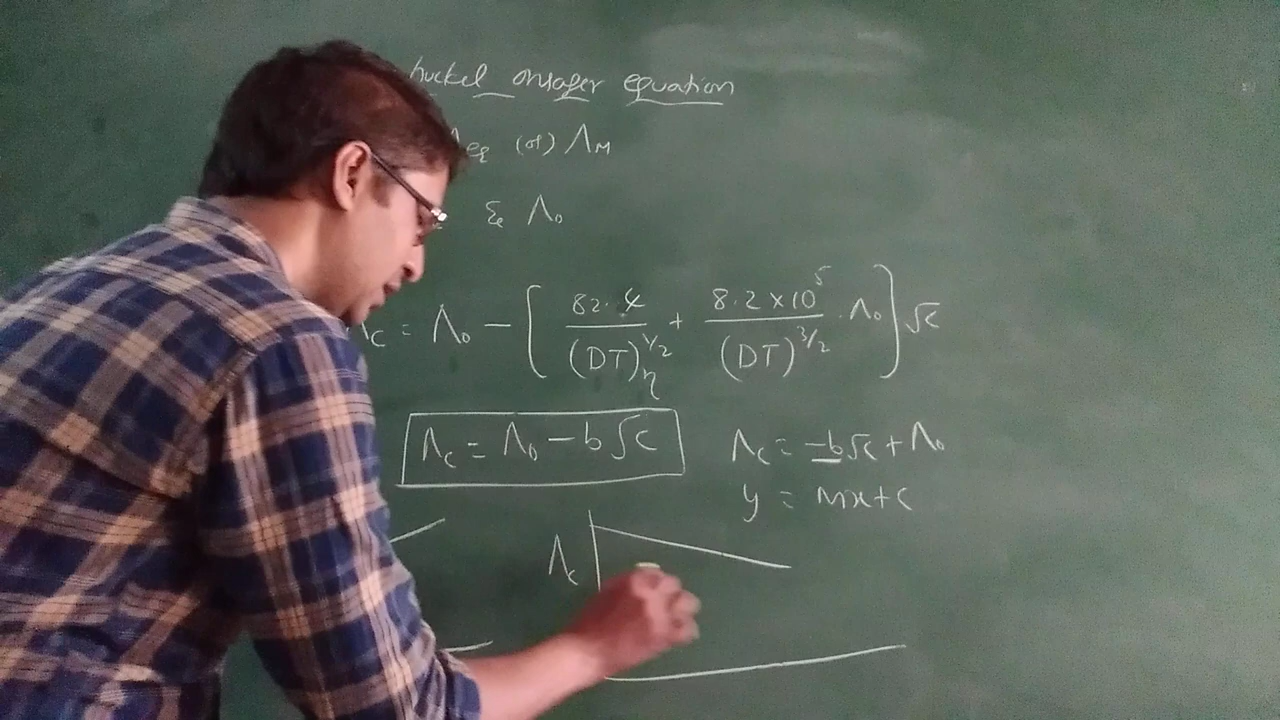 huckel onsager equation
Λeq (or) ΛM
& Λ0
Λc = Λ0 - [ 82.4 / (DT)^1/2 η + 8.2 × 10^5 / (DT)^3/2 . Λ0 ] √c
Λc = Λ0 - b√c
Λc = -b√c + Λ0
y = mx + c
Λc